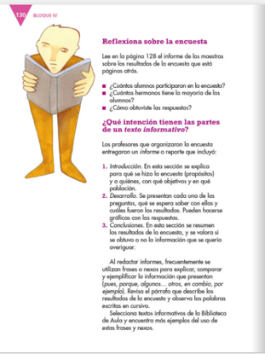 130 BLOQUE IV
Reflexiona sobre la encuesta
Lee en la página 128 el informe de los maestros
sobre los resultados de la encuesta que está
páginas atrás.
■ ¿Cuántos alumnos participaron en la encuesta?
■ ¿Cuántos hermanos tiene la mayoría de los
alumnos?
■ ¿Cómo obtuviste las respuestas?
¿Qué intención tienen las partes
de un texto informativo?
Los profesores que organizaron la encuesta
entregaron un informe o reporte que incluyó:
1. Introducción. En esta sección se explica
para qué se hizo la encuesta (propósitos)
y a quiénes, con qué objetivos y en qué
población.
2. Desarrollo. Se presentan cada una de las
preguntas, qué se espera saber con ellas y
cuáles fueron los resultados. Pueden hacerse
gráficas con las respuestas.
3. Conclusiones. En esta sección se resumen
los resultados de la encuesta, y se valora si
se obtuvo o no la información que se quería
averiguar.
Al redactar informes, frecuentemente se
utilizan frases o nexos para explicar, comparar
y ejemplificar la información que presentan
(pues, porque, algunos... otros, en cambio, por
ejemplo). Revisa el párrafo que describe los
resultados de la encuesta y observa las palabras
escritas en cursiva.
Selecciona textos informativos de la Biblioteca
de Aula y encuentra más ejemplos del uso de
estas frases y nexos.